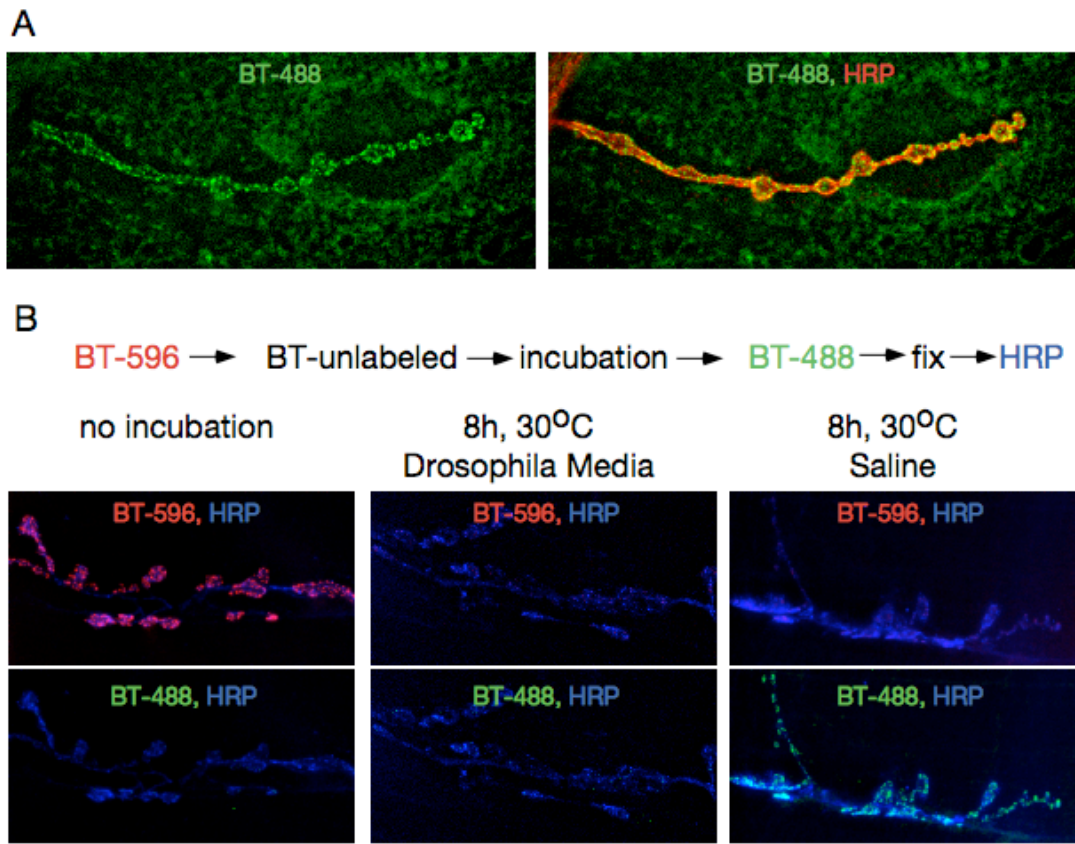 A
BT-488
BT-488, HRP
B
BT-596 → BT-unlabeled → incubation → BT-488 → fix → HRP
no incubation
8h, 30°C
Drosophila Media
8h, 30°C
Saline
BT-596, HRP
BT-596, HRP
BT-596, HRP
BT-488, HRP
BT-488, HRP
BT-488, HRP